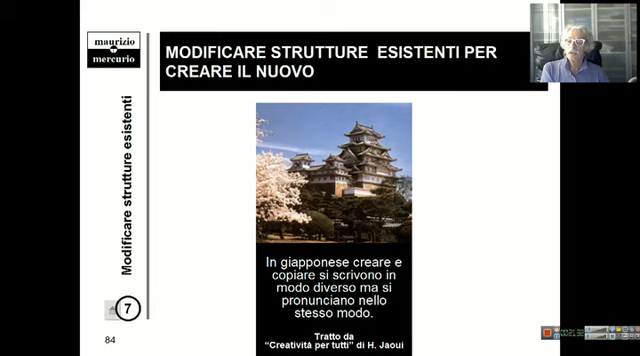 maurizio
mercurio
MODIFICARE STRUTTURE ESISTENTI PER
CREARE IL NUOVO
Modificare strutture esistenti
In giapponese creare e
copiare si scrivono in
modo diverso ma si
pronunciano nello
stesso modo.
Tratto da
“Creatività per tutti” di H. Jaoui
7
84